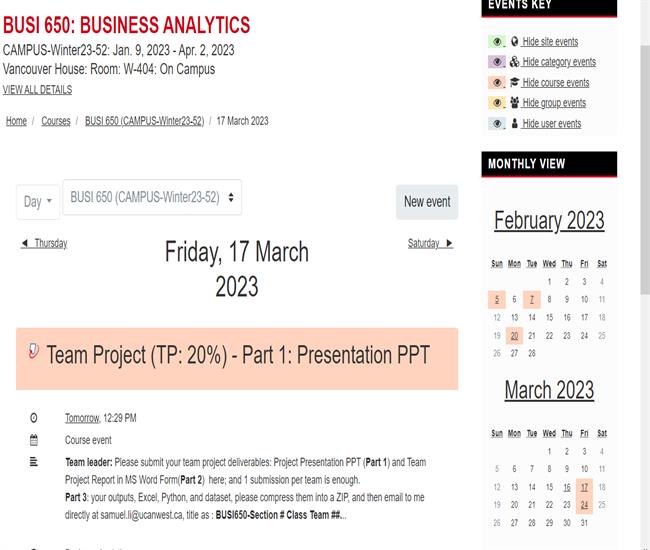 BUSI 650: BUSINESS ANALYTICS
CAMPUS-Winter23-52: Jan. 9, 2023 - Apr. 2, 2023
Vancouver House: Room: W-404: On Campus
VIEW ALL DETAILS
Home / Courses / BUSI 650 (CAMPUS-Winter23-52) / 17 March 2023
Day BUSI 650 (CAMPUS-Winter23-52) New event
◄ Thursday
Friday, 17 March
2023
Saturday ►
Team Project (TP: 20%) - Part 1: Presentation PPT
Tomorrow, 12:29 PM
Course event
Team leader: Please submit your team project deliverables: Project Presentation PPT (Part 1) and Team
Project Report in MS Word Form(Part 2) here; and 1 submission per team is enough.
Part 3: your outputs, Excel, Python, and dataset, please compress them into a ZIP, and then email to me
directly at samuel.li@ucanwest.ca, title as : BUSI650-Section # Class Team ##...
EVENTS KEY
Hide site events
Hide category events
Hide course events
Hide group events
Hide user events
MONTHLY VIEW
February 2023
Sun Mon Tue Wed Thu Fri Sat
1 2 3 4
5 6 7 8 9 10 11
12 13 14 15 16 17 18
19 20 21 22 23 24 25
26 27 28
March 2023
Sun Mon Tue Wed Thu Fri Sat
1 2 3 4
5 6 7 8 9 10 11
12 13 14 15 16 17 18
19 20 21 22 23 24 25
26 27 28 29 30 31